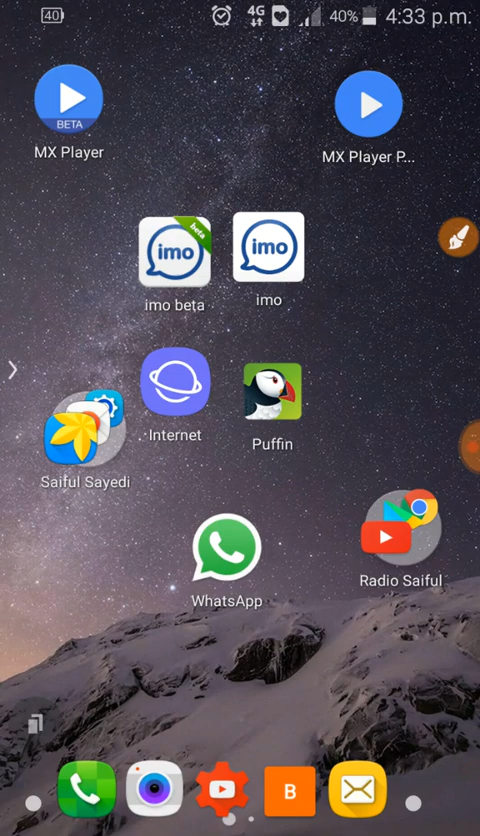 40
4G
40%
4:33 p.m.
BETA
MX Player
MX Player P...
beta
imo
imo beta
imo
imo
Internet
Puffin
Saiful Sayedi
Radio Saiful
WhatsApp
B